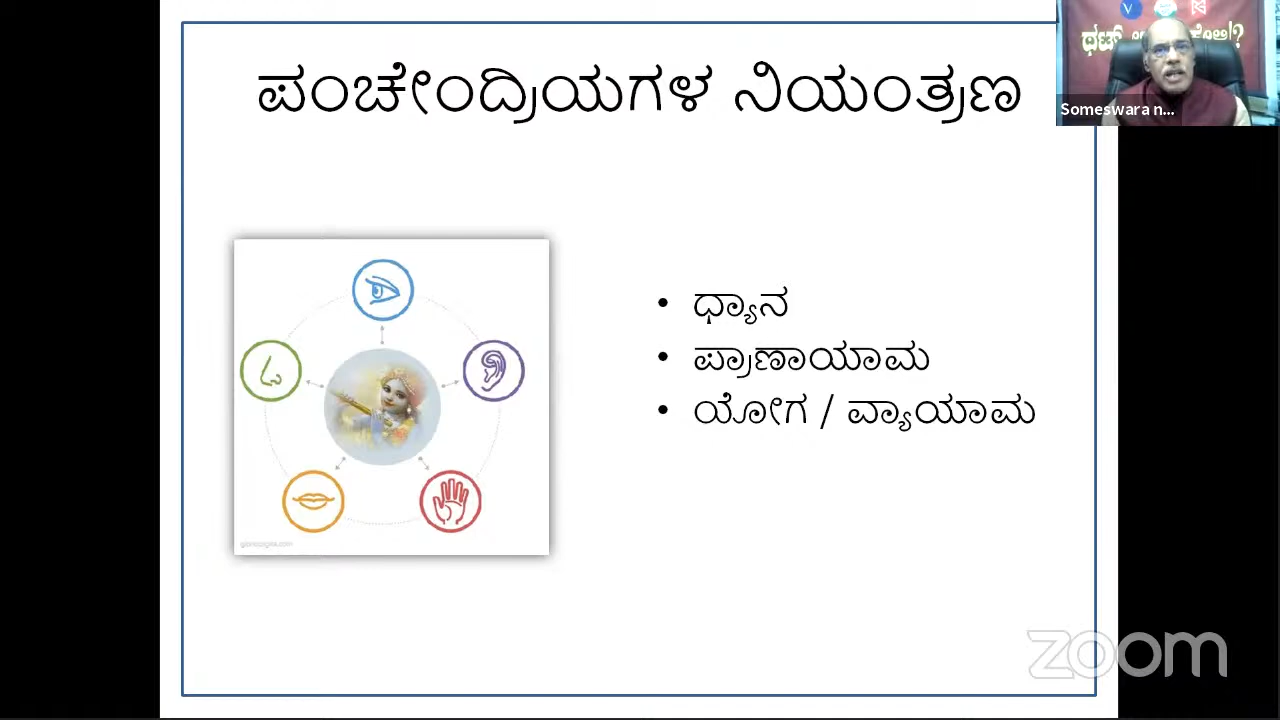 ಪಂಚೇಂದ್ರಿಯಗಳ ನಿಯಂತ್ರಣ
Someswara n...
• ಧ್ಯಾನ
• ಪ್ರಾಣಾಯಾಮ
• ಯೋಗ / ವ್ಯಾಯಾಮ
zoom